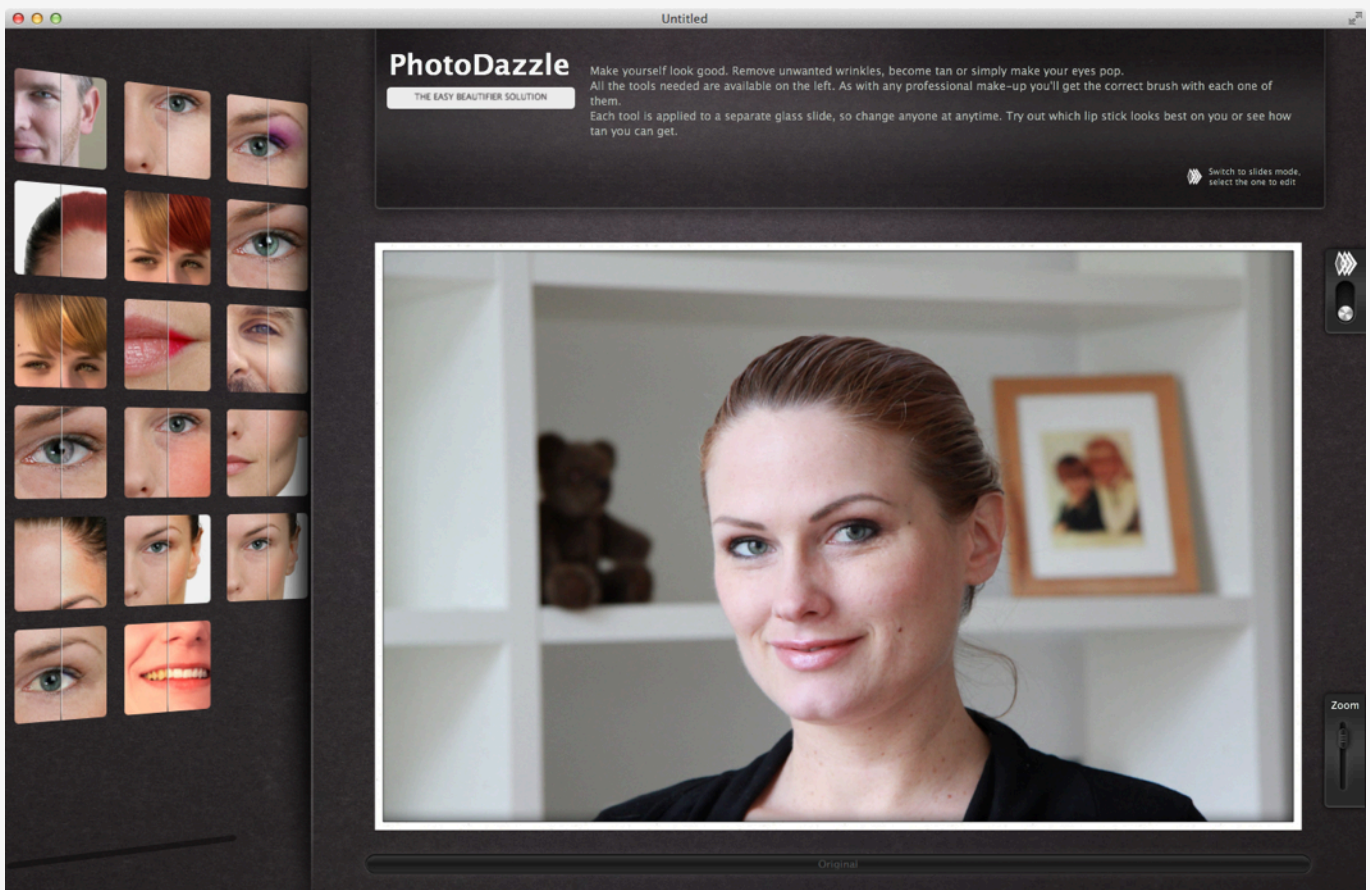 Untitled
PhotoDazzle
THE EASY BEAUTIFIER SOLUTION
Make yourself look good. Remove unwanted wrinkles, become tan or simply make your eyes pop.
All the tools needed are available on the left. As with any professional make-up you'll get the correct brush with each one of
them.
Each tool is applied to a separate glass slide, so change anyone at anytime. Try out which lip stick looks best on you or see how
tan you can get.
Switch to slides mode,
select the one to edit
Zoom
Original